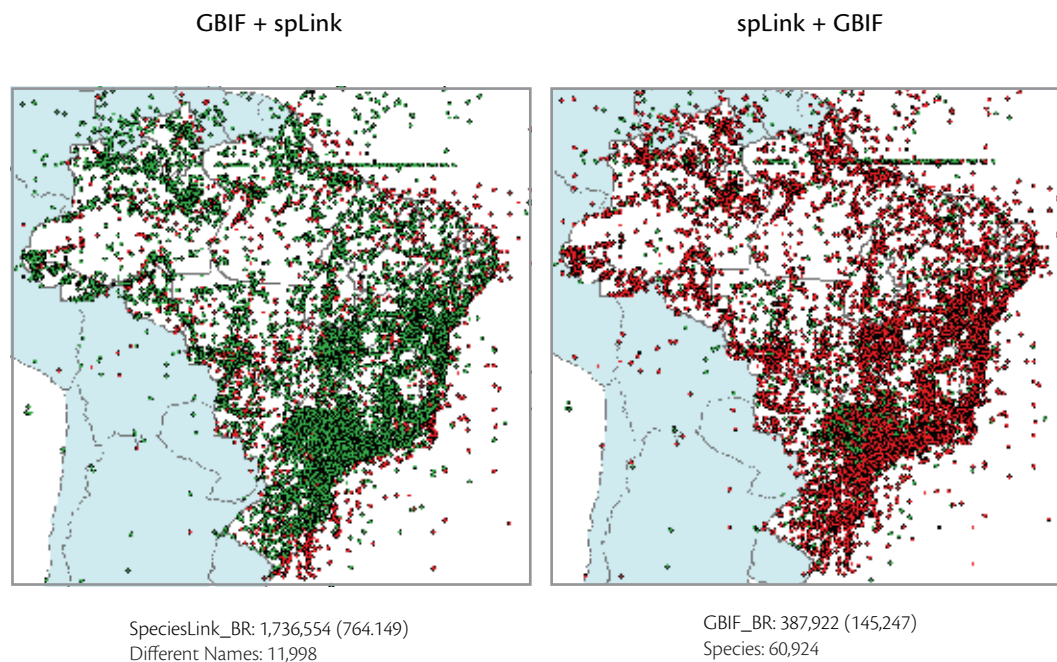 GBIF + spLink
spLink + GBIF
SpeciesLink_BR: 1,736,554 (764.149)
Different Names: 11,998
GBIF_BR: 387,922 (145,247)
Species: 60,924